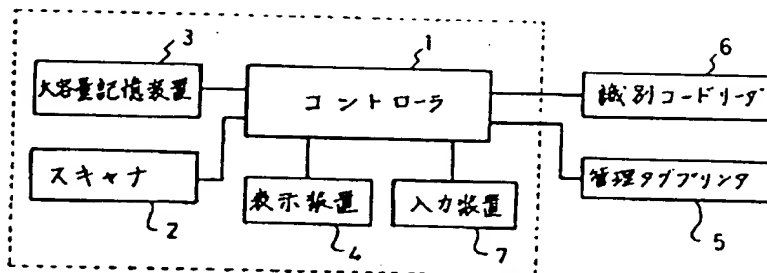 3
大容量記憶装置
1
コントローラ
6
識別コードリーダ
スキャナ
2
表示装置
4
入力装置
7
管理タグプリンタ
5